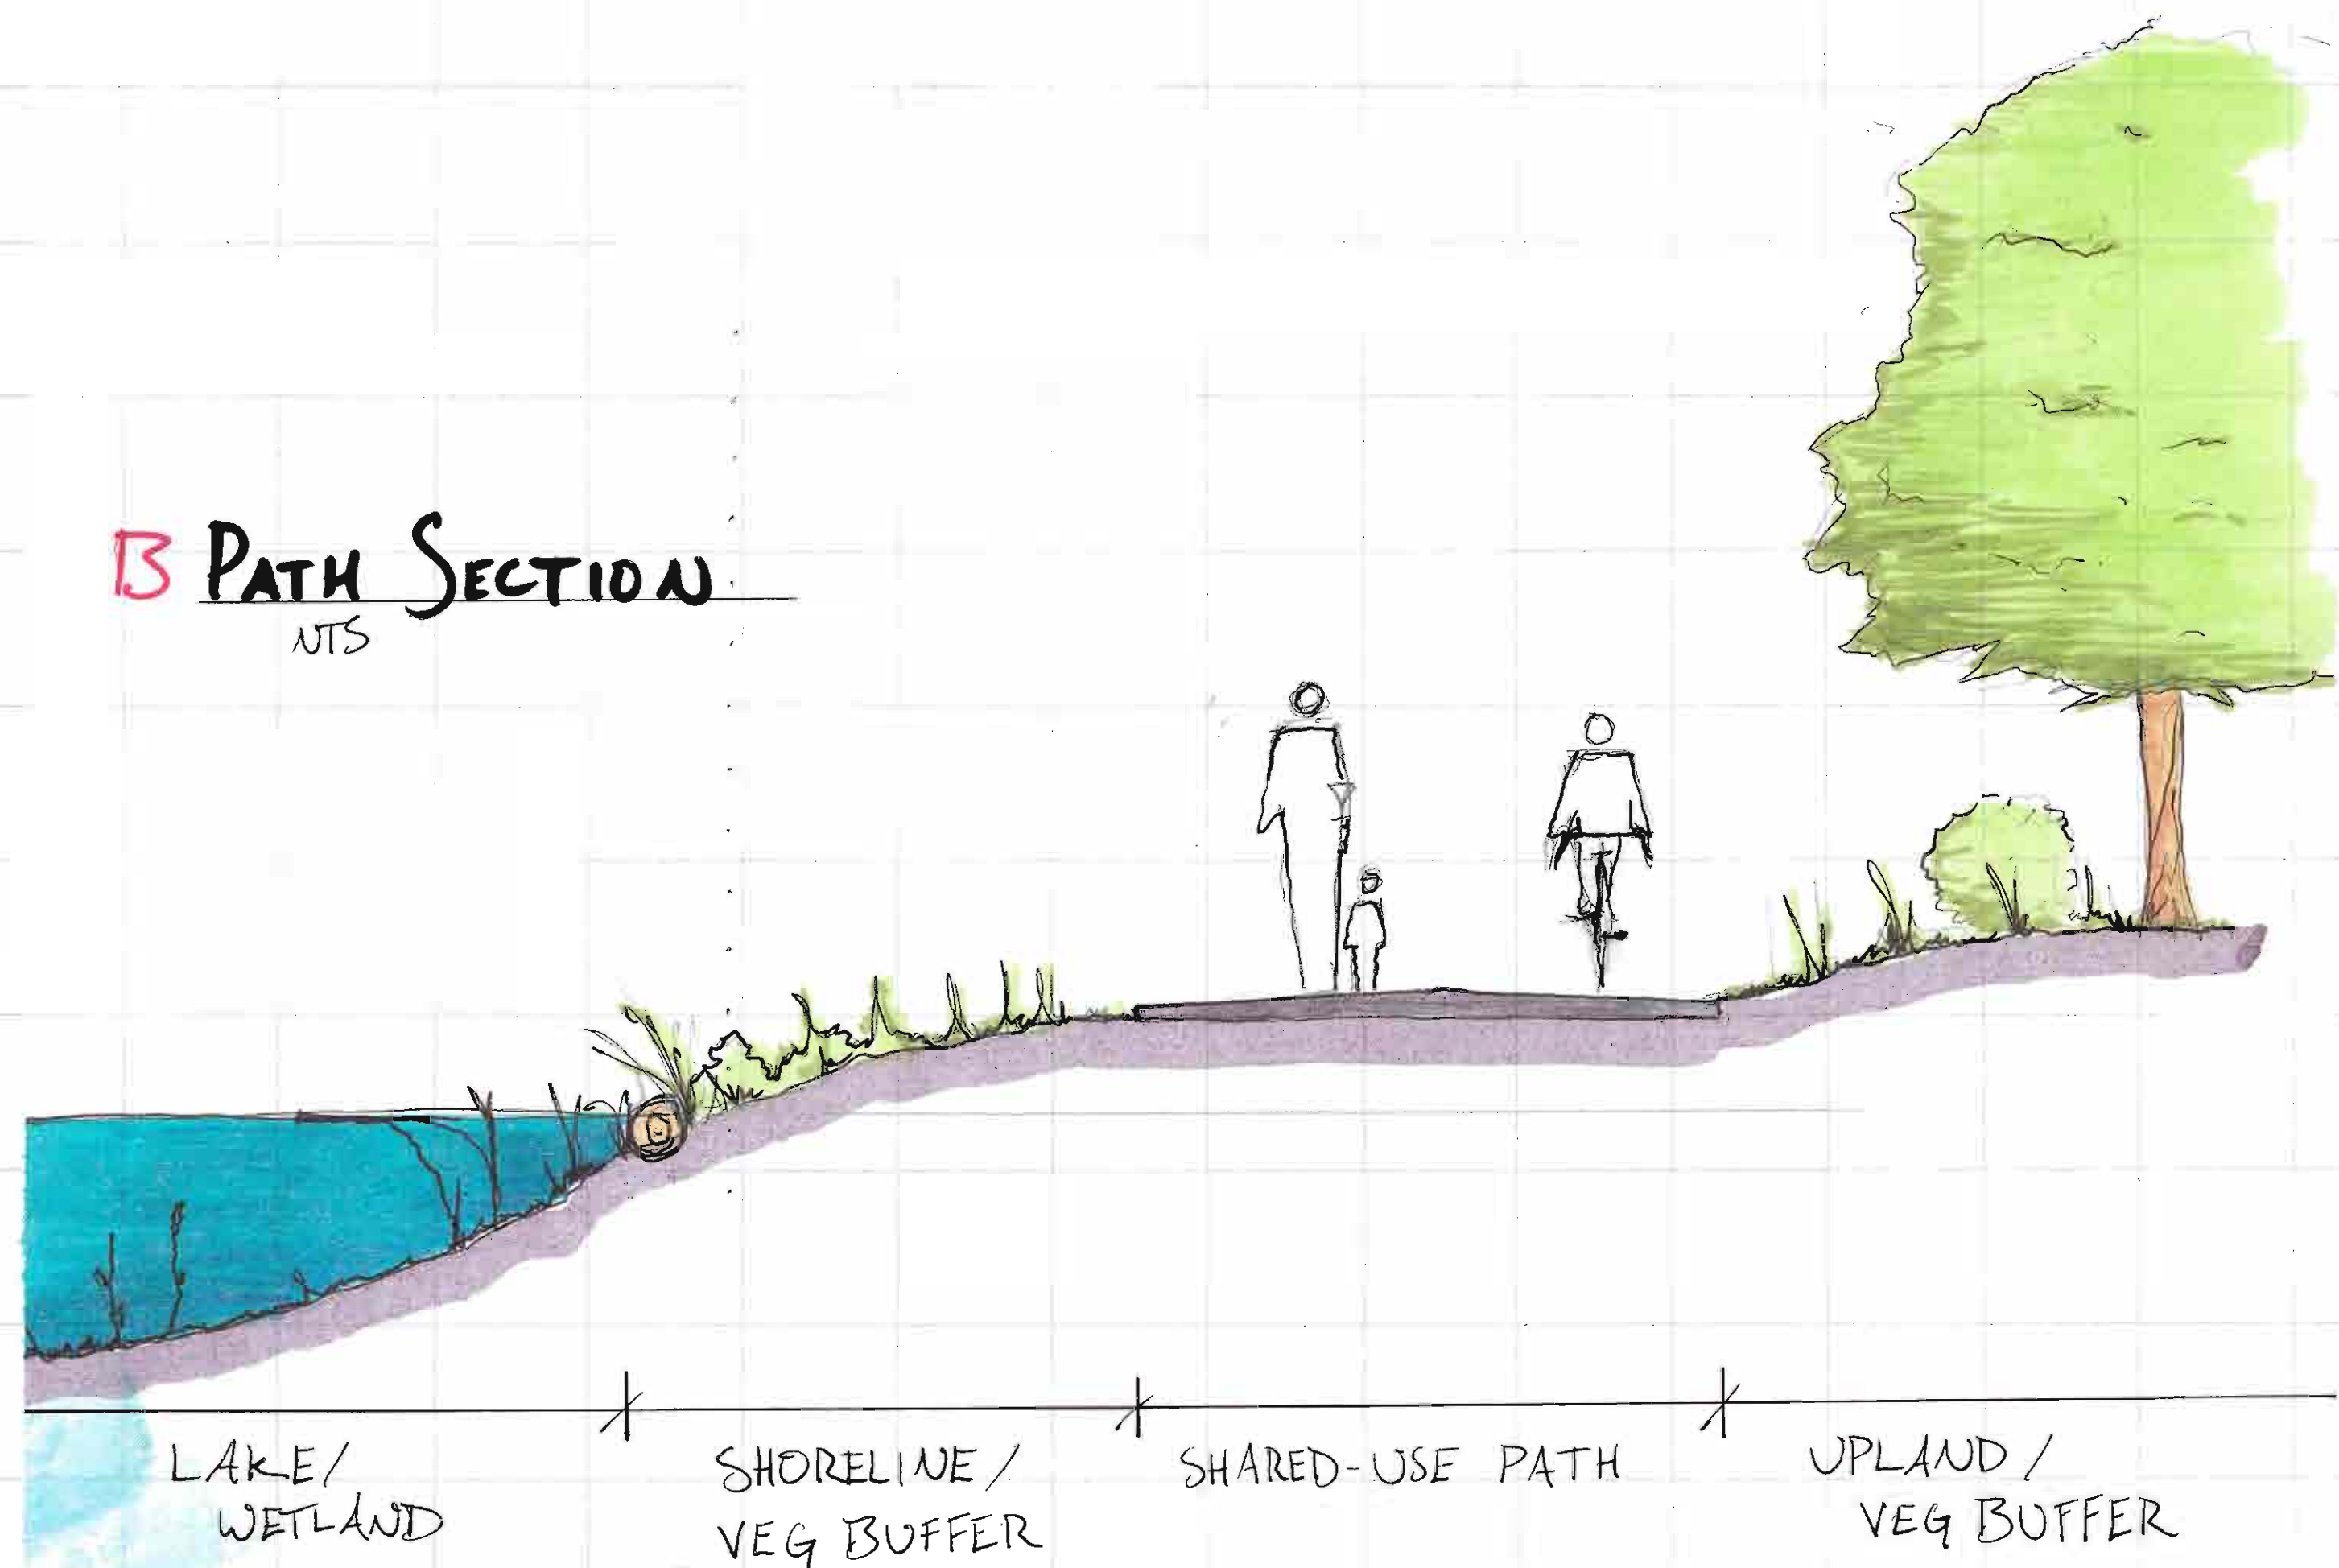 B PATH SECTION
NTS
LAKE/
WETLAND
SHORELINE/
VEG BUFFER
SHARED-USE PATH
UPLAND/
VEG BUFFER